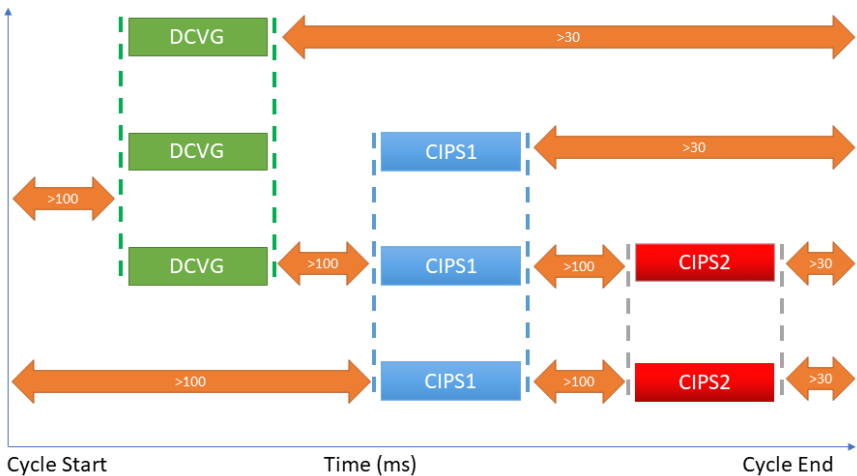 DCVG
>30
DCVG
CIPS1
>30
>100
DCVG
>100
CIPS1
>100
CIPS2
>30
>100
CIPS1
>100
CIPS2
>30
Cycle Start
Time (ms)
Cycle End